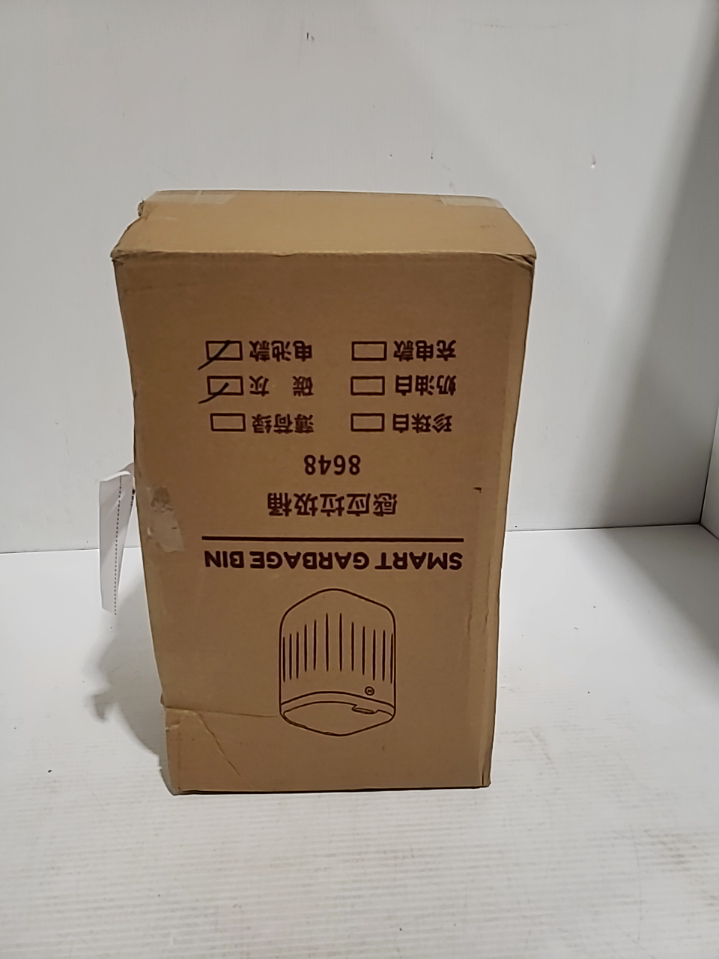 SMART GARBAGE BIN
感应垃圾桶
8648
珍珠白 薄荷绿
奶油白 碳 灰
充电款 电池款